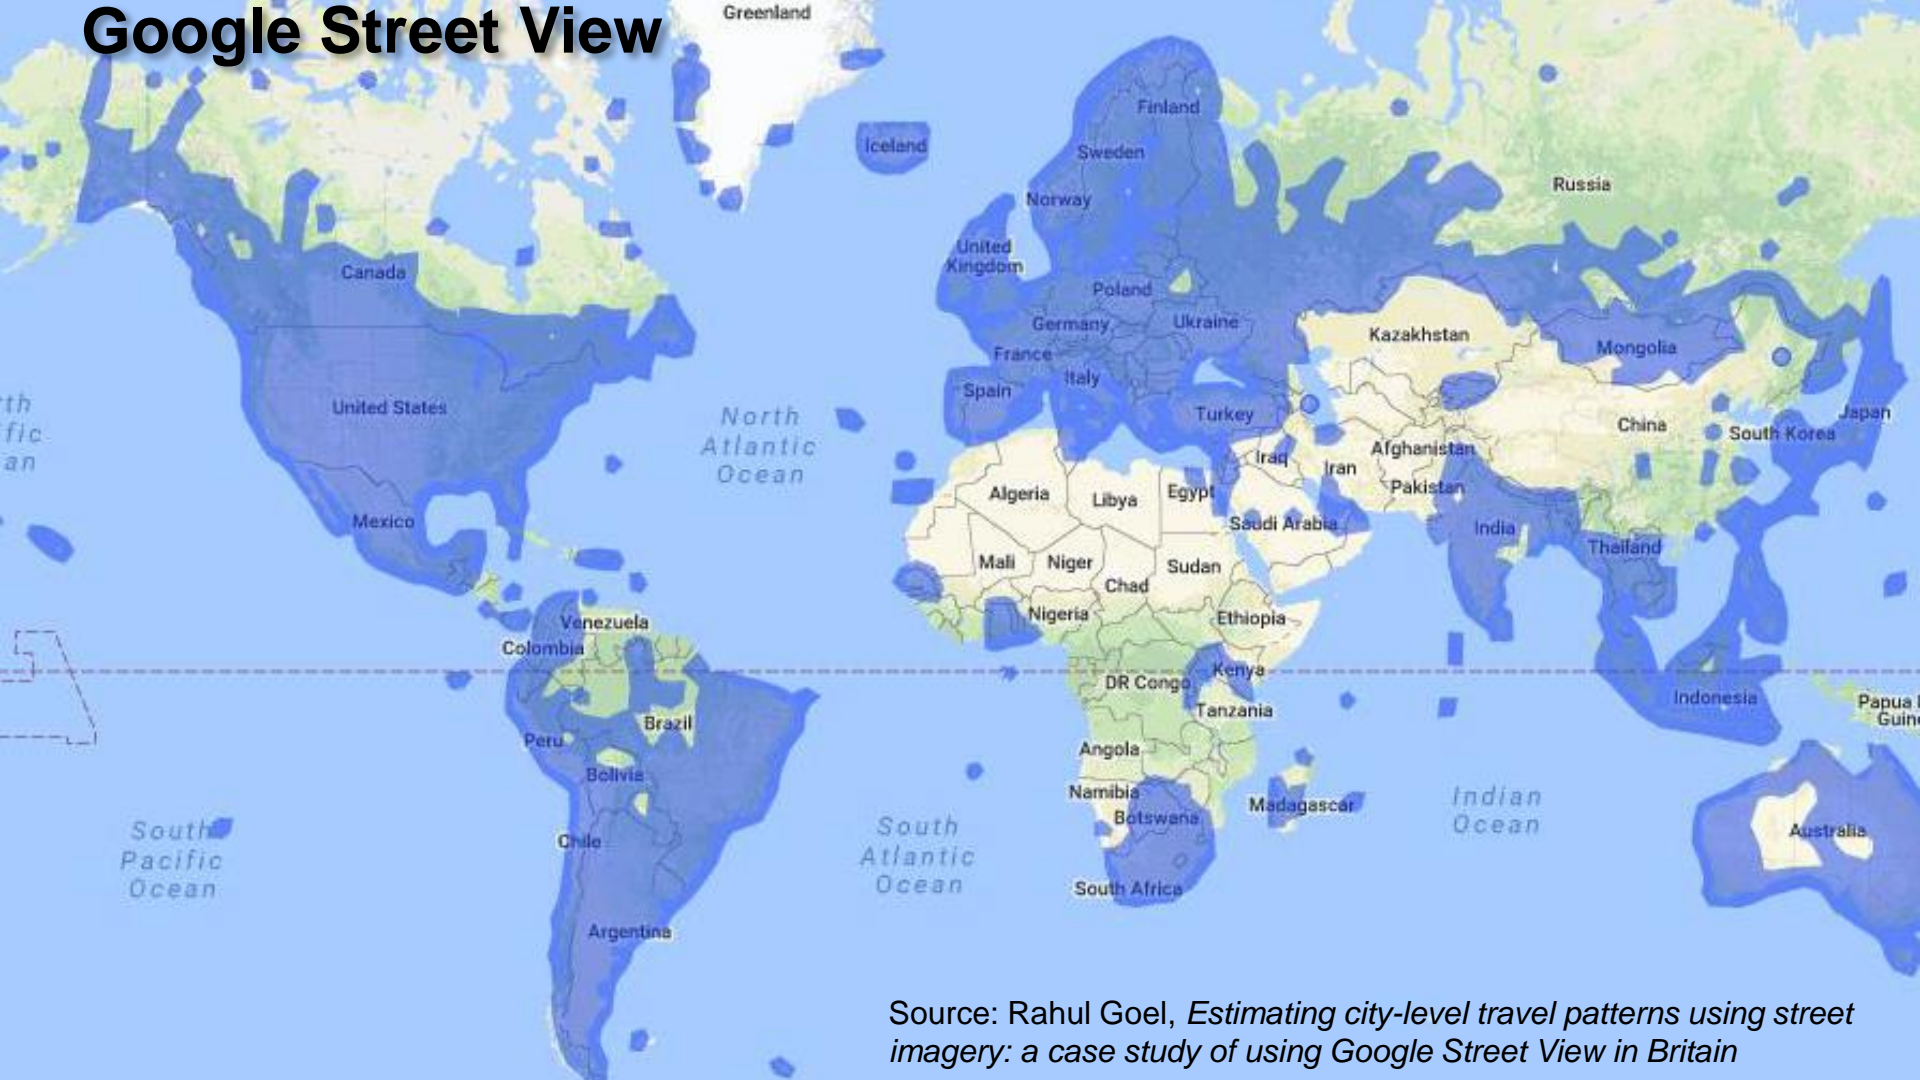 Google Street View
Greenland
Finland
Iceland
Sweden
Russia
Norway
United
Kingdom
Canada
Poland
Germany
Ukraine
Kazakhstan
Mongolia
France
Italy
Spain
United States
North
Atlantic
Ocean
Turkey
Japan
China
South Korea
Afghanistan
Iraq
Iran
Pakistan
Algeria
Libya
Egypt
Mexico
Saudi Arabia
India
Thailand
Mali
Niger
Sudan
Chad
Nigeria
Ethiopia
Venezuela
Colombia
Kenya
DR Congo
Indonesia
Tanzania
Papua
Brazil
Peru
Angola
Bolivia
Namibia
Madagascar
Botswana
Indian
Ocean
South
Pacific
Ocean
Chile
South
Atlantic
Ocean
Australia
South Africa
Argentina
Source: Rahul Goel, Estimating city-level travel patterns using street
imagery: a case study of using Google Street View in Britain